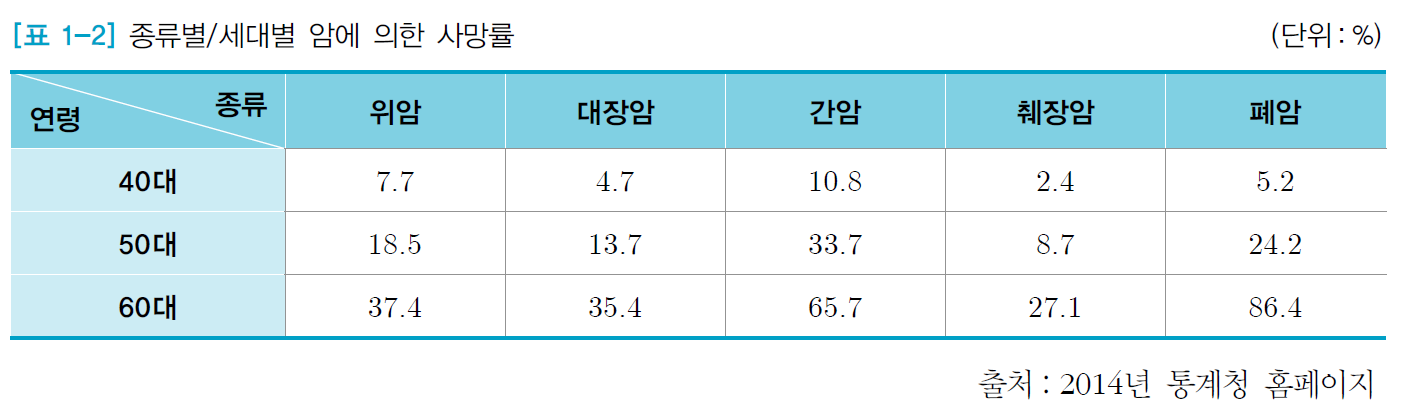 [표 1-2] 종류별/세대별 암에 의한 사망률 (단위 : %)
연령 종류 위암 대장암 간암 췌장암 폐암
40대 7.7 4.7 10.8 2.4 5.2
50대 18.5 13.7 33.7 8.7 24.2
60대 37.4 35.4 65.7 27.1 86.4
출처 : 2014년 통계청 홈페이지